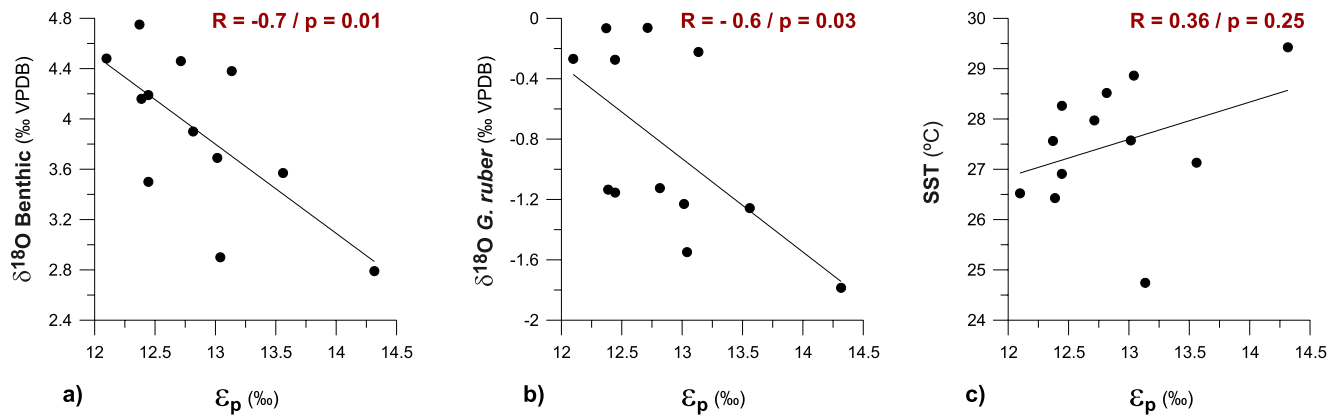 R = -0.7 / p = 0.01
4.8
4.4
4
3.6
3.2
2.8
2.4
δ18O Benthic (‰ VPDB)
12 12.5 13 13.5 14 14.5
a) εp (‰)
R = - 0.6 / p = 0.03
0
-0.4
-0.8
-1.2
-1.6
-2
δ18O G. ruber (‰ VPDB)
12 12.5 13 13.5 14 14.5
b) εp (‰)
R = 0.36 / p = 0.25
30
29
28
27
26
25
24
SST (ºC)
12 12.5 13 13.5 14 14.5
c) εp (‰)